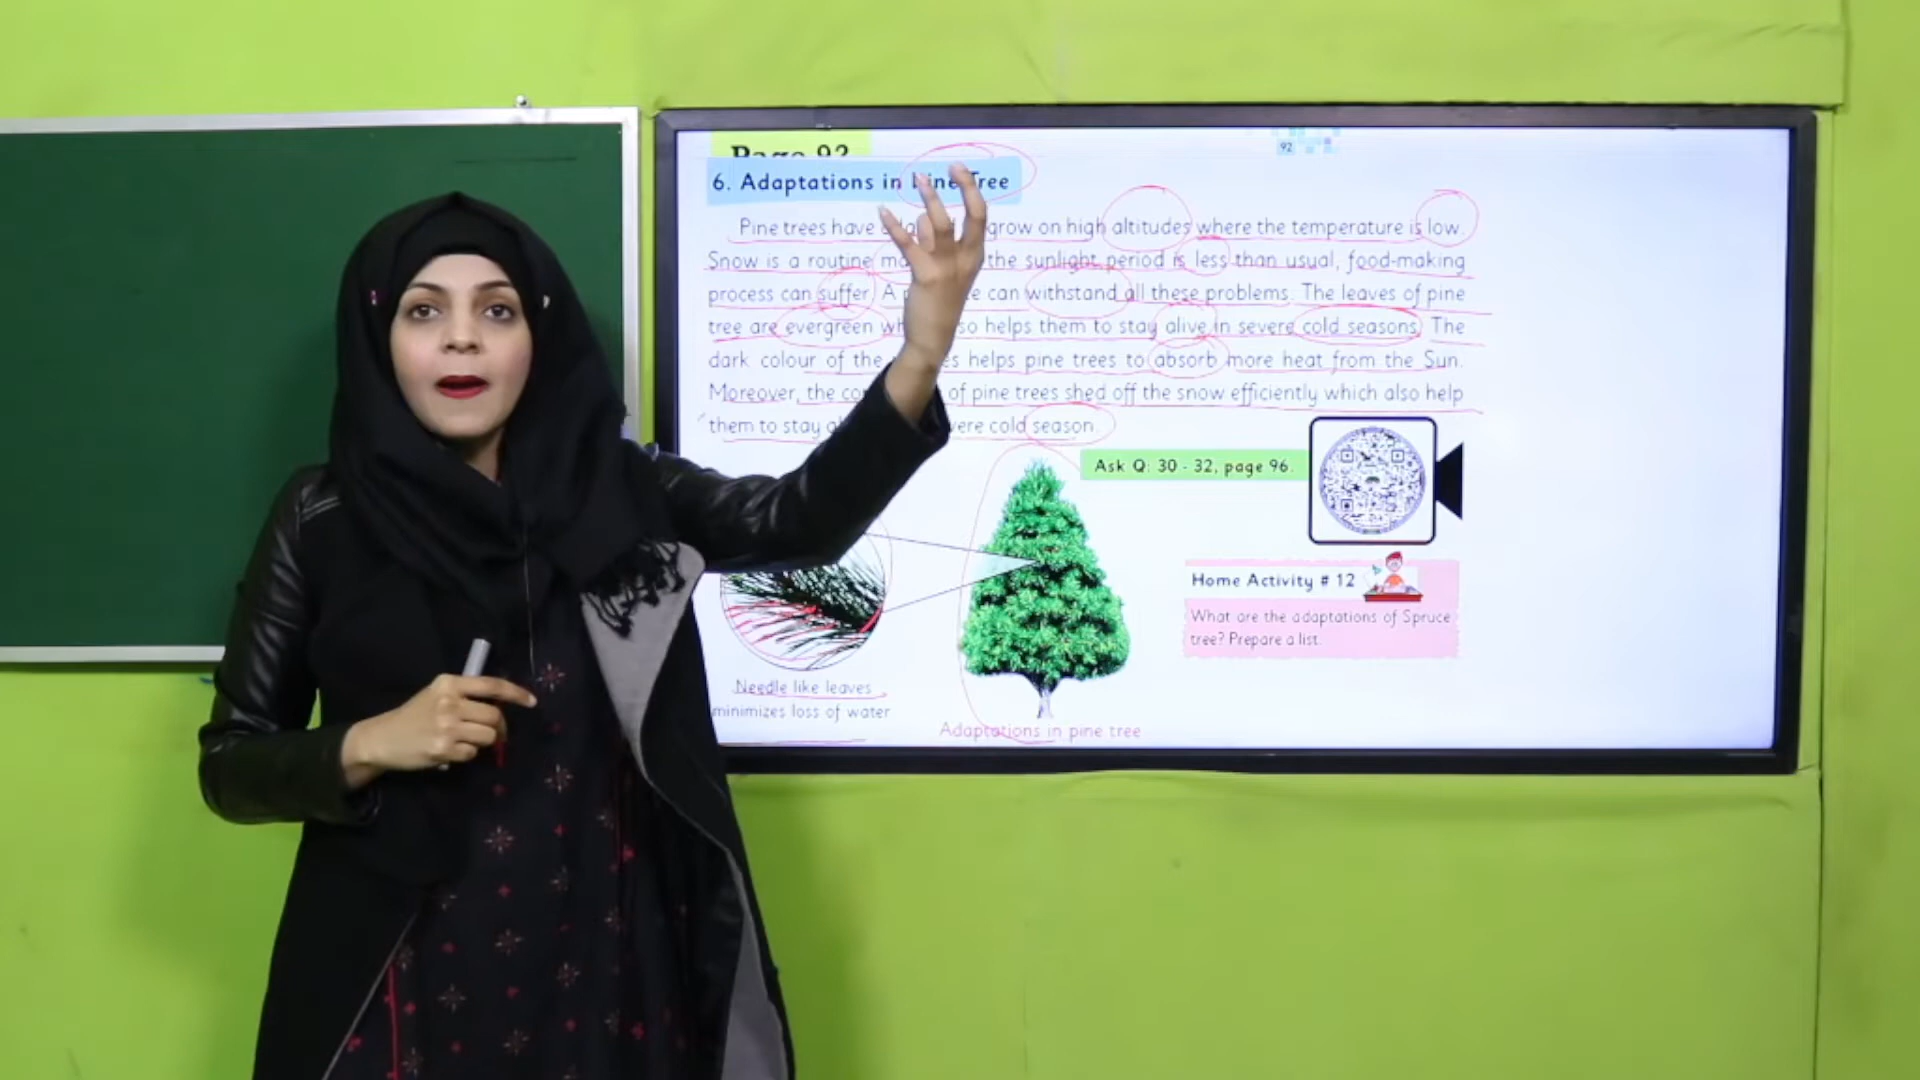 92
Page 92
6. Adaptations in Pine Tree
Pine trees have grow on high altitudes where the temperature is low.
Snow is a routine the sunlight period is less than usual, food-making
process can suffer. A can withstand all these problems. The leaves of pine
tree are evergreen helps them to stay alive in severe cold seasons. The
dark colour of the helps pine trees to absorb more heat from the Sun.
Moreover, the of pine trees shed off the snow efficiently which also help
them to stay cold season.
Ask Q: 30 - 32, page 96.
Home Activity # 12
What are the adaptations of Spruce
tree? Prepare a list.
Needle like leaves
minimizes loss of water
Adaptations in pine tree